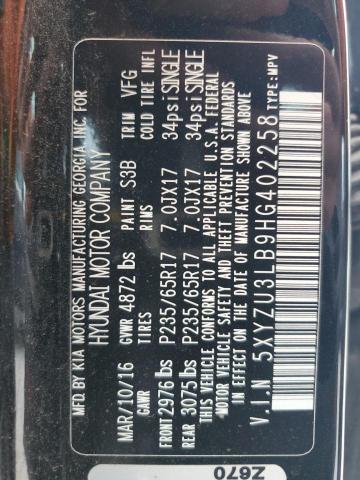 MFD. BY KIA MOTORS MANUFACTURING GEORGIA, INC. FOR
HYUNDAI MOTOR COMPANY
MAR/10/16 GVWR 4872 lbs PAINT S3B TRIM VFG
GAWR TIRES RIMS COLD TIRE INFL
FRONT 2976 lbs P235/65R17 7.0JX17 34psi SINGLE
REAR 3075 lbs P235/65R17 7.0JX17 34psi SINGLE
THIS VEHICLE CONFORMS TO ALL APPLICABLE U.S.A. FEDERAL
MOTOR VEHICLE SAFETY AND THEFT PREVENTION STANDARDS
IN EFFECT ON THE DATE OF MANUFACTURE SHOWN ABOVE.
V.I.N 5XYZU3LB9HG402258 TYPE:MPV
Z670